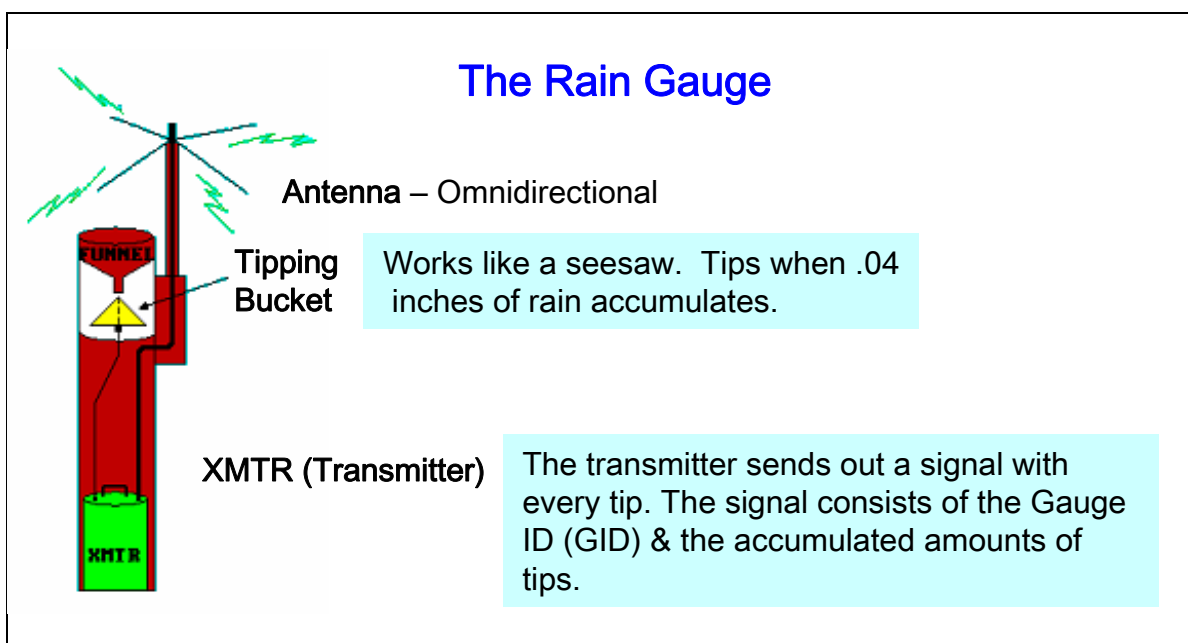 The Rain Gauge
Antenna – Omnidirectional
FUNNEL
Tipping
Bucket
Works like a seesaw.  Tips when .04
inches of rain accumulates.
XMTR (Transmitter)
The transmitter sends out a signal with
every tip. The signal consists of the Gauge
ID (GID) & the accumulated amounts of
tips.
XMTR